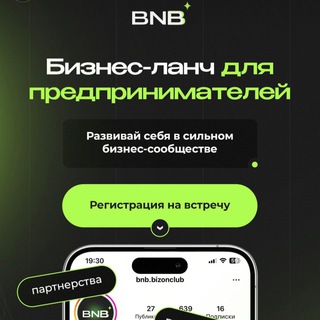 BNB
Бизнес-ланч для
предпринимателей
Развивай себя в сильном
бизнес-сообществе
Регистрация на встречу
19:30
bnb.bizonclub
партнерства
27 639 16
Публикации Подписки
BNB